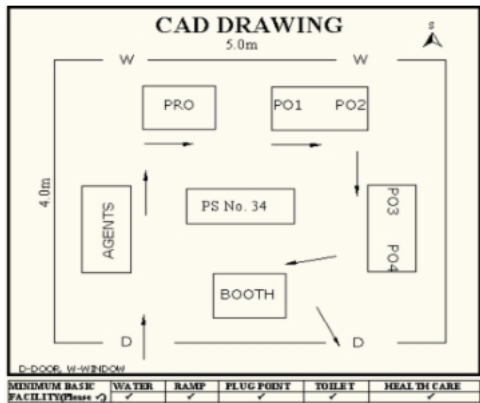 CAD DRAWING
5.0m
S
W W
PRO
PO1 PO2
4.0m
AGENTS
PS No. 34
PO3 PO4
BOOTH
D D
D-DOOR, W-WINDOW
MINIMUM BASIC WATER RAMP PLUG POINT TOILET HEALTH CARE
FACILITY(Please ✓) ✓ ✓ ✓ ✓ ✓